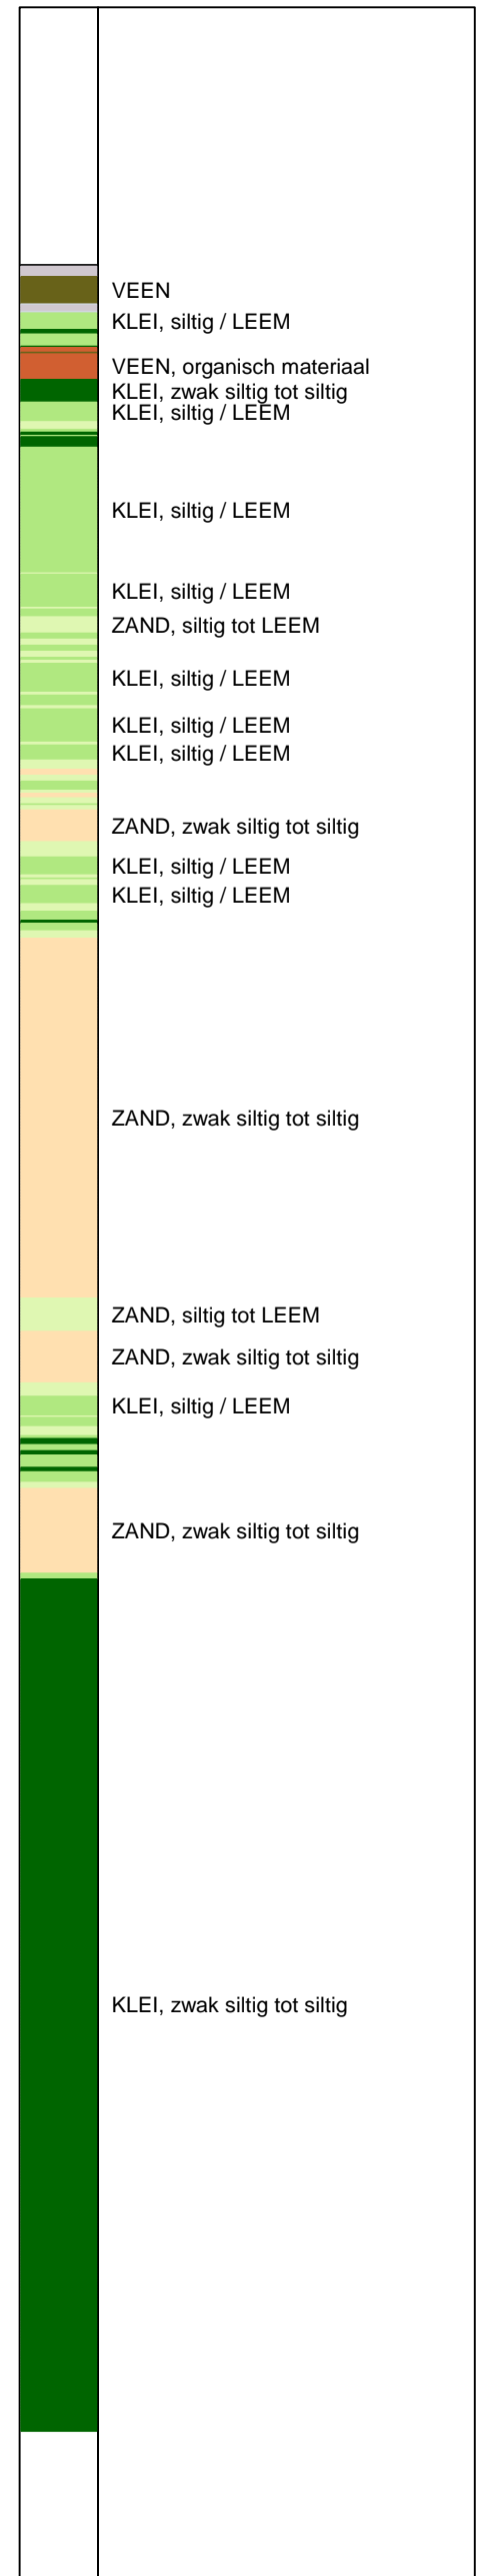 VEEN
KLEI, siltig / LEEM
VEEN, organisch materiaal
KLEI, zwak siltig tot siltig
KLEI, siltig / LEEM
KLEI, siltig / LEEM
KLEI, siltig / LEEM
ZAND, siltig tot LEEM
KLEI, siltig / LEEM
KLEI, siltig / LEEM
KLEI, siltig / LEEM
ZAND, zwak siltig tot siltig
KLEI, siltig / LEEM
KLEI, siltig / LEEM
ZAND, zwak siltig tot siltig
ZAND, siltig tot LEEM
ZAND, zwak siltig tot siltig
KLEI, siltig / LEEM
ZAND, zwak siltig tot siltig
KLEI, zwak siltig tot siltig